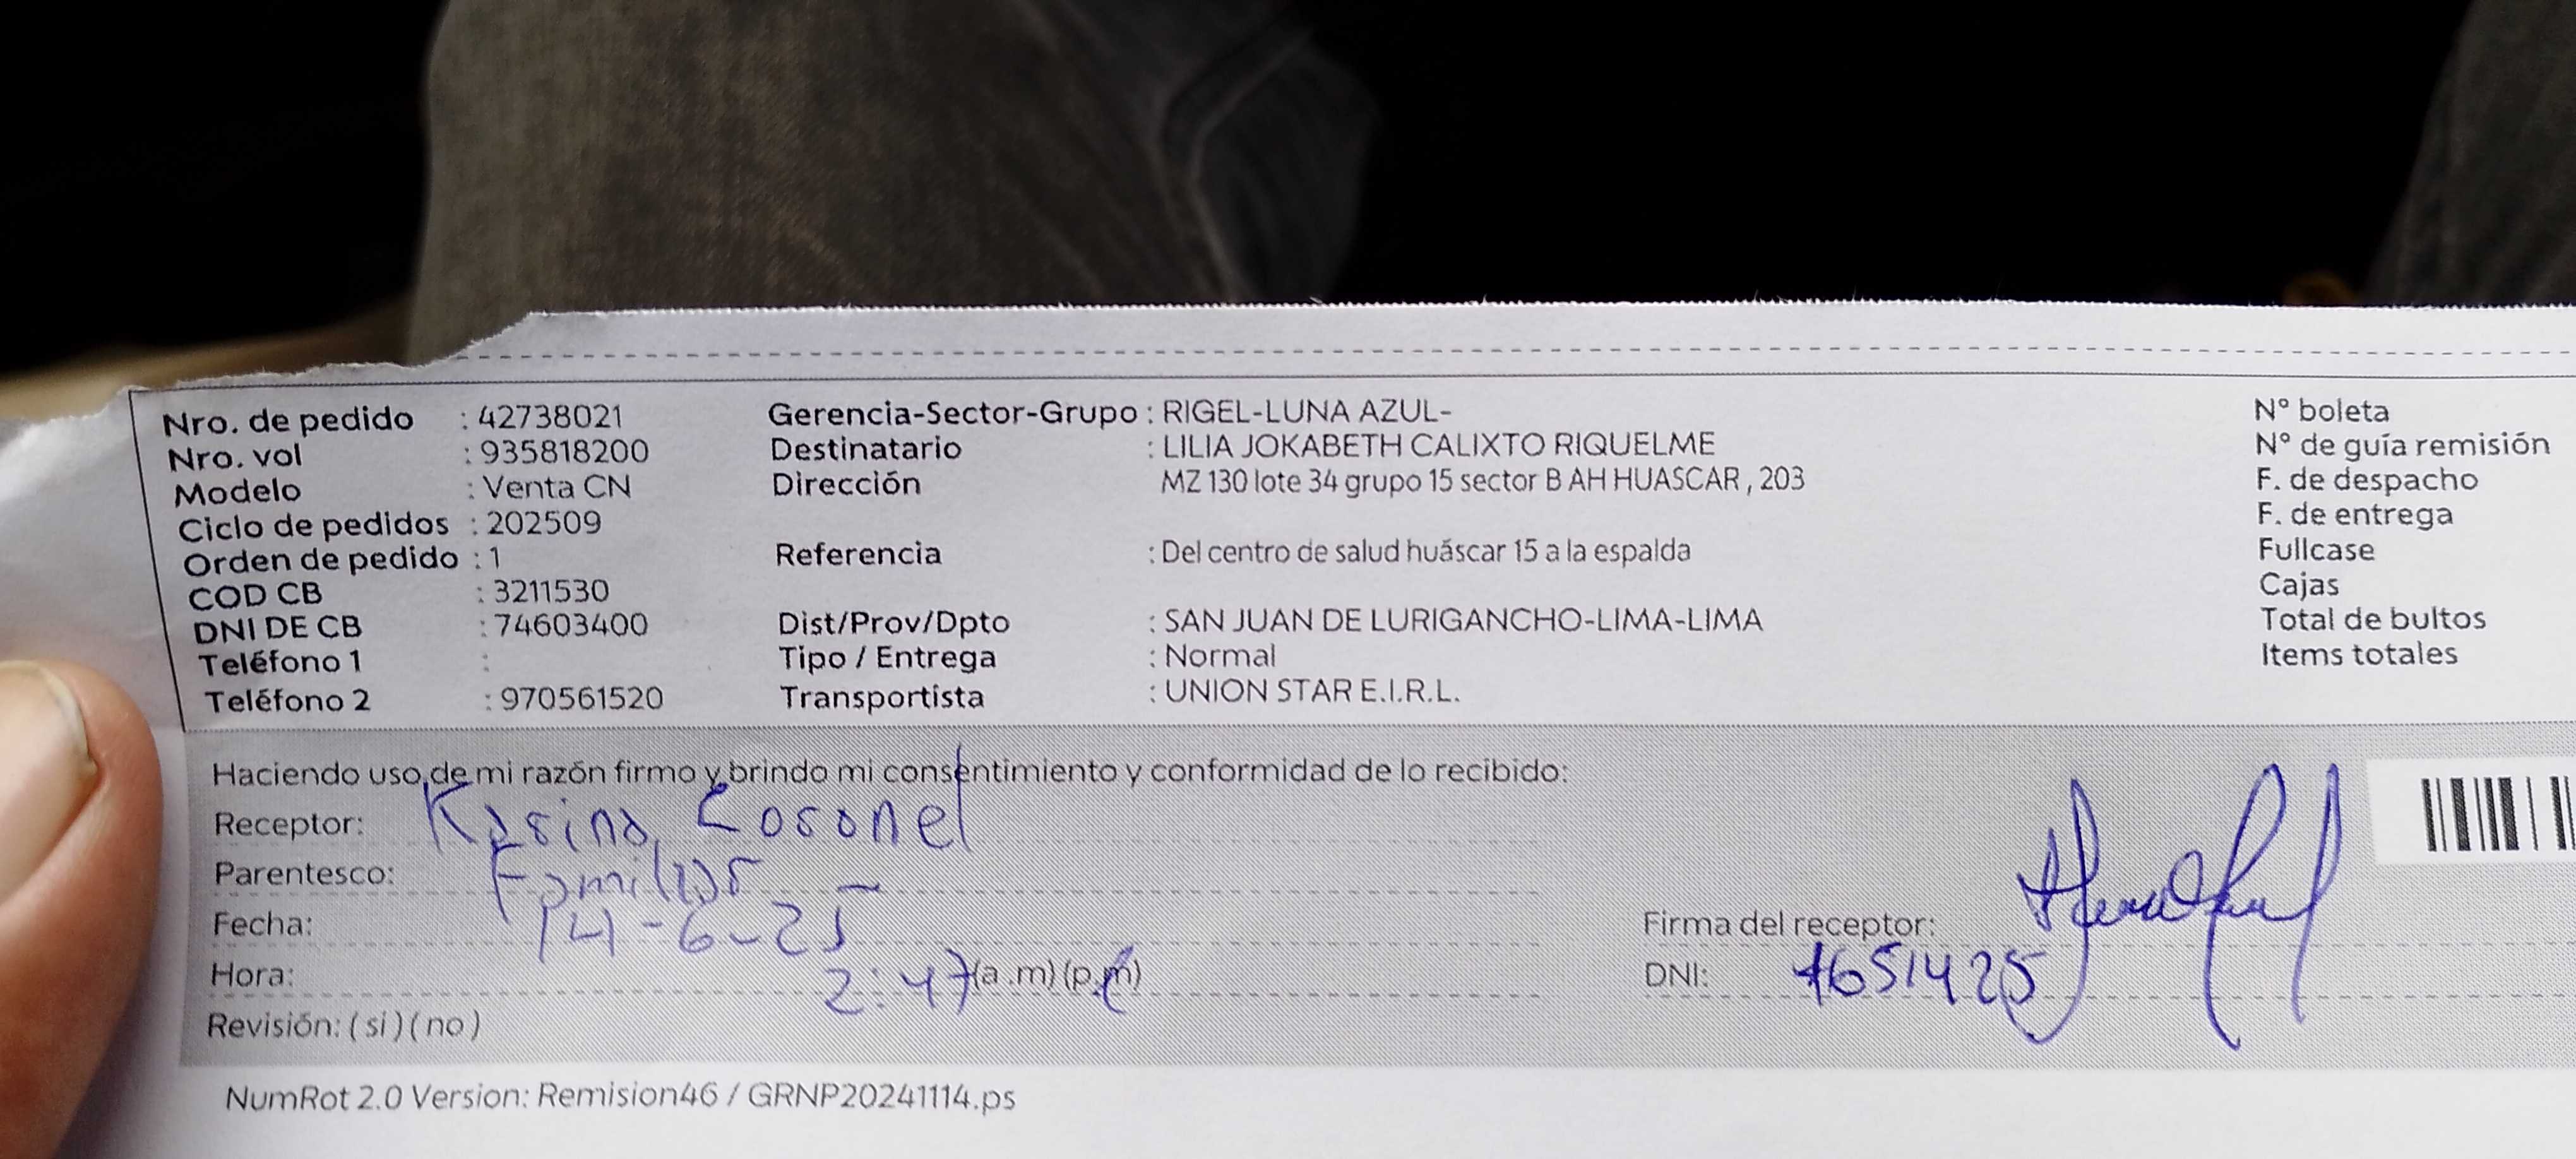 Nro. de pedido : 42738021
Nro. vol : 935818200
Modelo : Venta CN
Ciclo de pedidos : 202509
Orden de pedido : 1
COD CB : 3211530
DNI DE CB : 74603400
Teléfono 1 :
Teléfono 2 : 970561520
Gerencia-Sector-Grupo : RIGEL-LUNA AZUL-
Destinatario : LILIA JOKABETH CALIXTO RIQUELME
Dirección MZ 130 lote 34 grupo 15 sector B AH HUASCAR , 203
Referencia : Del centro de salud huáscar 15 a la espalda
Dist/Prov/Dpto : SAN JUAN DE LURIGANCHO-LIMA-LIMA
Tipo / Entrega : Normal
Transportista : UNION STAR E.I.R.L.
N° boleta
N° de guía remisión
F. de despacho
F. de entrega
Fullcase
Cajas
Total de bultos
Items totales
Haciendo uso de mi razón firmo y brindo mi consentimiento y conformidad de lo recibido:
Receptor: Karina Coronel
Parentesco: Familiar
Fecha: 14-6-25
Hora: 2:47 (a.m) (p.m)
Revisión: ( si ) ( no )
Firma del receptor:
DNI:
NumRot 2.0 Version: Remision46 / GRNP20241114.ps